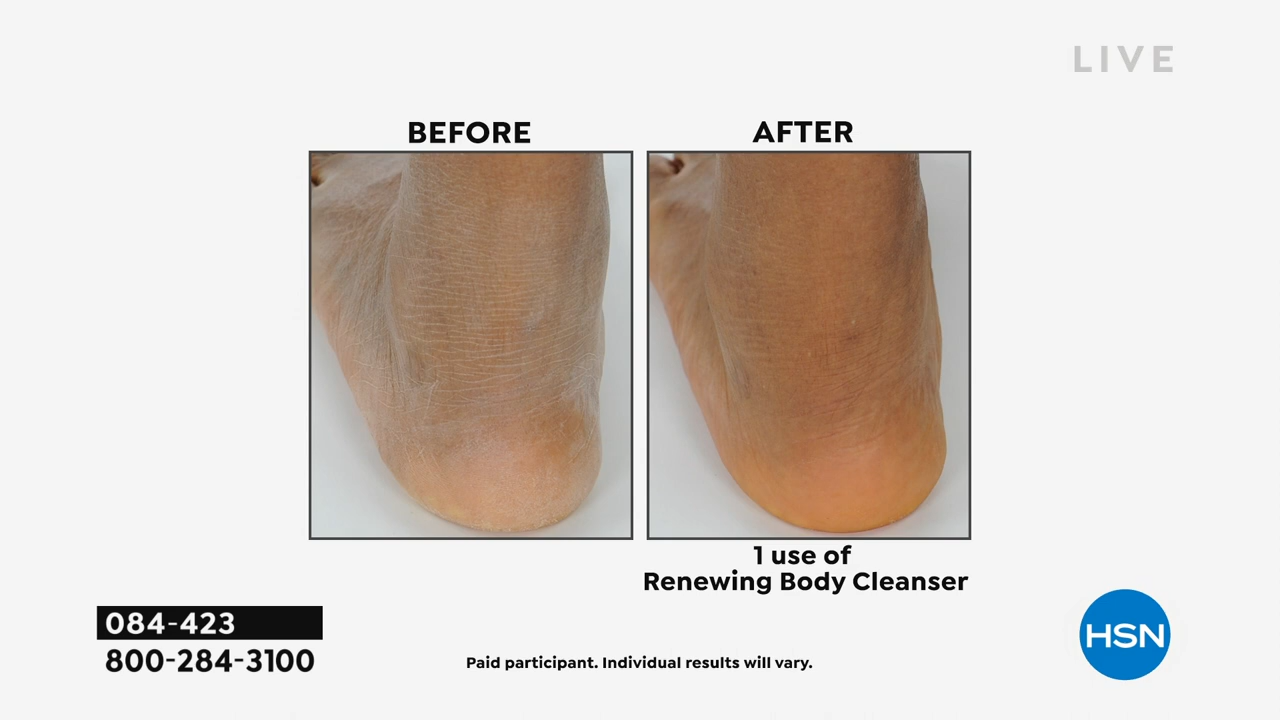 LIVE
BEFORE
AFTER
1 use of
Renewing Body Cleanser
084-423
800-284-3100
Paid participant. Individual results will vary.
HSN